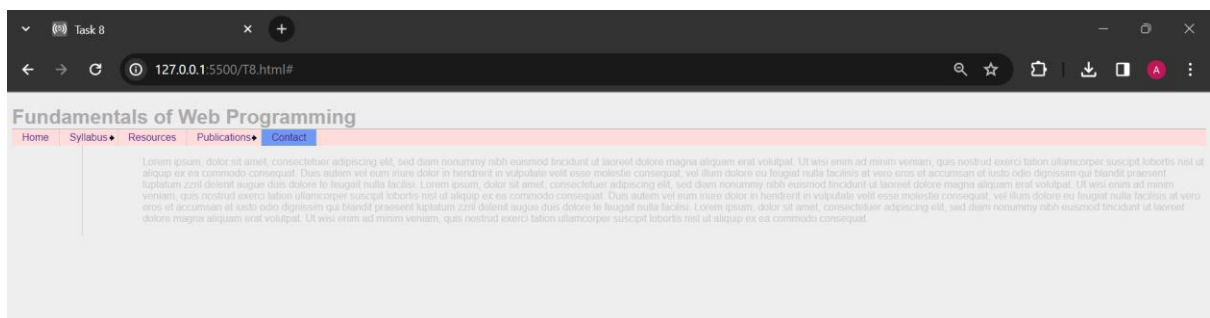 Task 8
127.0.0.1:5500/T8.html#
A
Fundamentals of Web Programming
Home Syllabus Resources Publications Contact
Lorem ipsum, dolor sit amet, consectetuer adipiscing elit, sed diam nonummy nibh euismod tincidunt ut laoreet dolore magna aliquam erat volutpat. Ut wisi enim ad minim veniam, quis nostrud exerci tation ullamcorper suscipit lobortis nisl ut
aliquip ex ea commodo consequat. Duis autem vel eum iriure dolor in hendrerit in vulputate velit esse molestie consequat, vel illum dolore eu feugiat nulla facilisis at vero eros et accumsan et iusto odio dignissim qui blandit praesent
luptatum zzril delenit augue duis dolore te feugait nulla facilisi. Lorem ipsum, dolor sit amet, consectetuer adipiscing elit, sed diam nonummy nibh euismod tincidunt ut laoreet dolore magna aliquam erat volutpat. Ut wisi enim ad minim
veniam, quis nostrud exerci tation ullamcorper suscipit lobortis nisl ut aliquip ex ea commodo consequat. Duis autem vel eum iriure dolor in hendrerit in vulputate velit esse molestie consequat, vel illum dolore eu feugiat nulla facilisis at vero
eros et accumsan et iusto odio dignissim qui blandit praesent luptatum zzril delenit augue duis dolore te feugait nulla facilisi. Lorem ipsum, dolor sit amet, consectetuer adipiscing elit, sed diam nonummy nibh euismod tincidunt ut laoreet
dolore magna aliquam erat volutpat. Ut wisi enim ad minim veniam, quis nostrud exerci tation ullamcorper suscipit lobortis nisl ut aliquip ex ea commodo consequat.